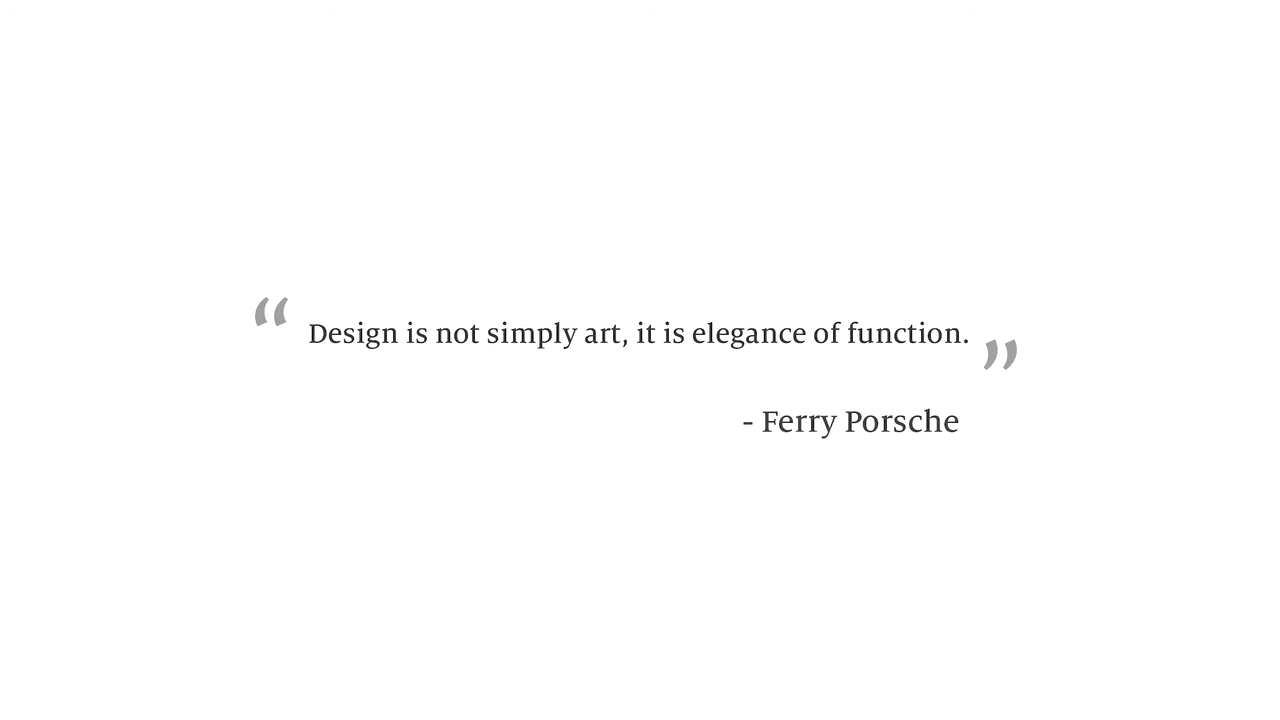 “ Design is not simply art, it is elegance of function. ”
- Ferry Porsche